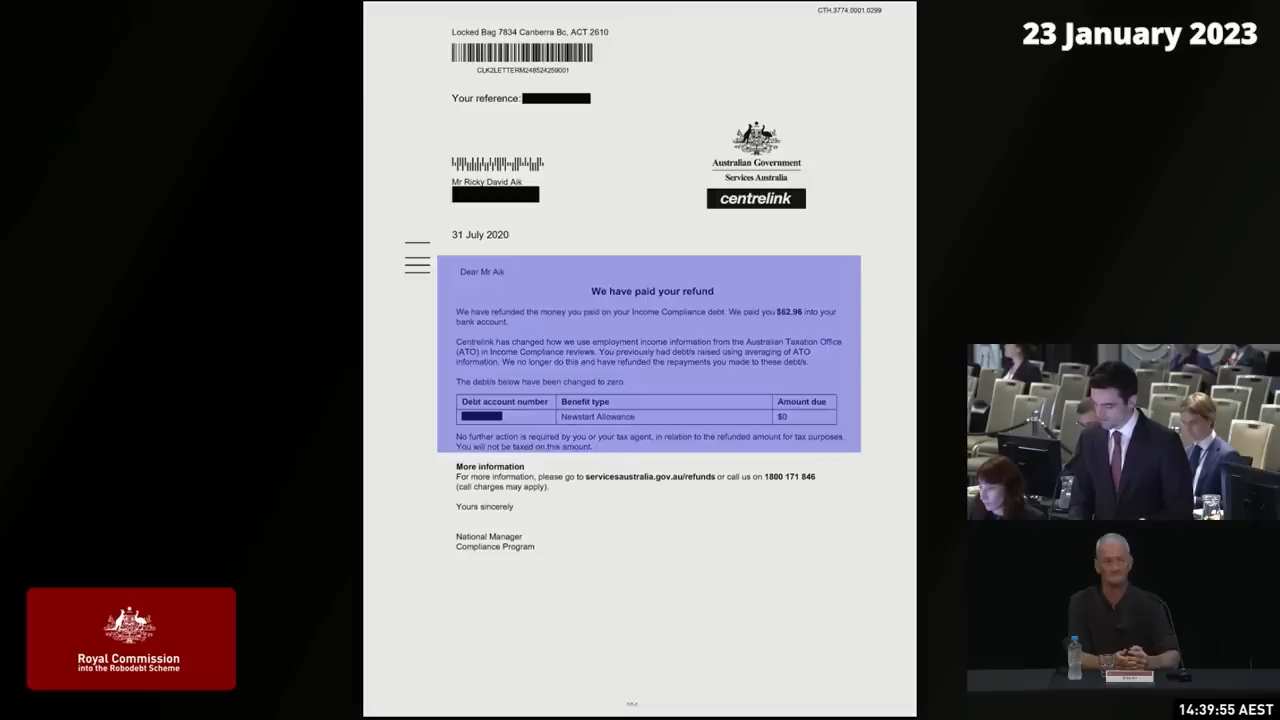 CTH.3774.0001.0299
23 January 2023
Locked Bag 7834 Canberra Bc, ACT 2610
CLK2LETTERM248524259001
Your reference:
Australian Government
Services Australia
centrelink
Mr Ricky David Aik
31 July 2020
Dear Mr Aik
We have paid your refund
We have refunded the money you paid on your Income Compliance debt. We paid you $62.96 into your
bank account.
Centrelink has changed how we use employment income information from the Australian Taxation Office
(ATO) in Income Compliance reviews. You previously had debt/s raised using averaging of ATO
information. We no longer do this and have refunded the repayments you made to these debt/s.
The debt/s below have been changed to zero.
Debt account number Benefit type Amount due
Newstart Allowance $0
No further action is required by you or your tax agent, in relation to the refunded amount for tax purposes.
You will not be taxed on this amount.
More information
For more information, please go to servicesaustralia.gov.au/refunds or call us on 1800 171 846
(call charges may apply).
Yours sincerely
National Manager
Compliance Program
Royal Commission
into the Robodebt Scheme
14:39:55 AEST